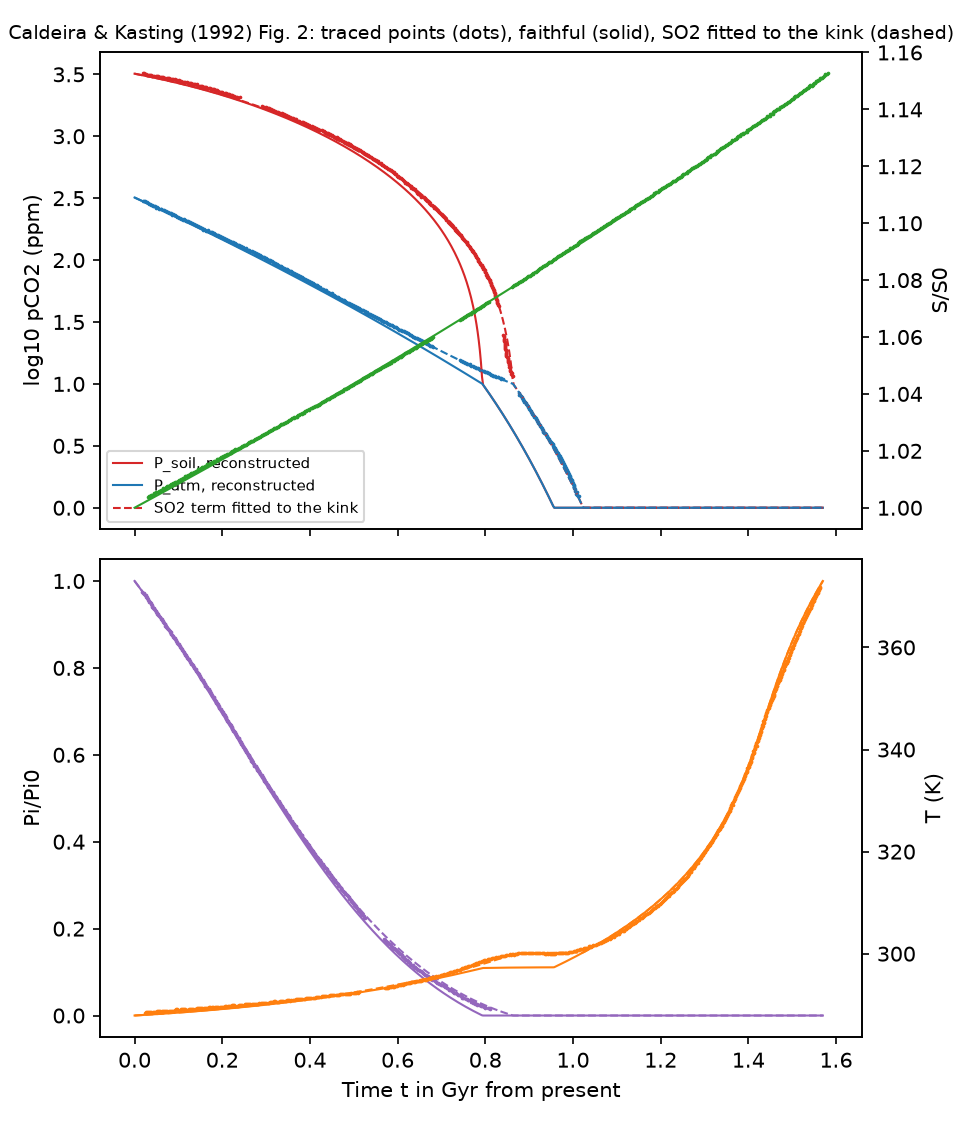 Caldeira & Kasting (1992) Fig. 2: traced points (dots), faithful (solid), SO2 fitted to the kink (dashed)
3.5
3.0
2.5
2.0
1.5
1.0
0.5
0.0
log10 pCO2 (ppm)
1.16
1.14
1.12
1.10
1.08
1.06
1.04
1.02
1.00
S/S0
P_soil, reconstructed
P_atm, reconstructed
SO2 term fitted to the kink
1.0
0.8
0.6
0.4
0.2
0.0
Pi/Pi0
360
340
320
300
T (K)
0.0 0.2 0.4 0.6 0.8 1.0 1.2 1.4 1.6
Time t in Gyr from present